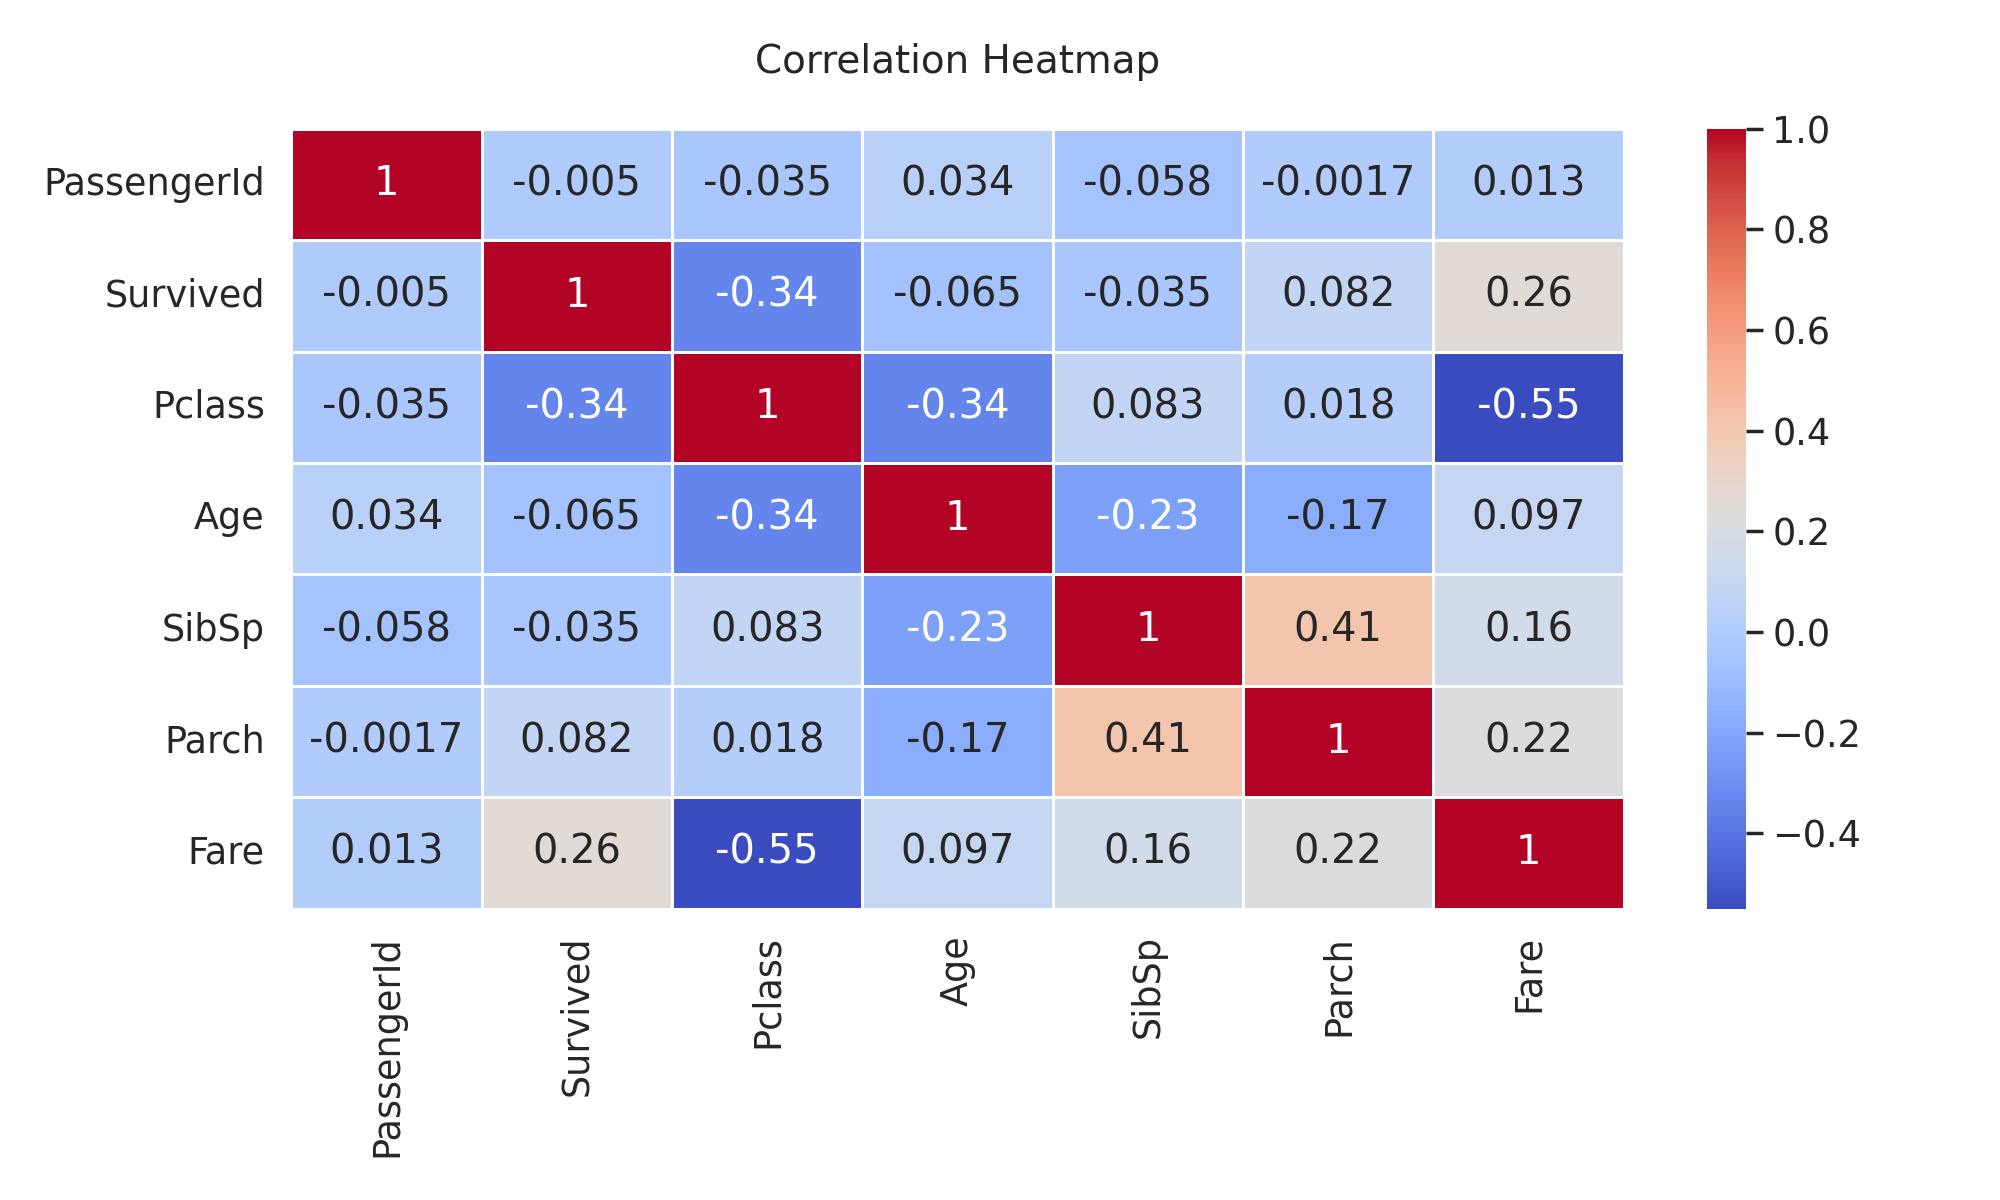 Correlation Heatmap
PassengerId 1 -0.005 -0.035 0.034 -0.058 -0.0017 0.013
Survived -0.005 1 -0.34 -0.065 -0.035 0.082 0.26
Pclass -0.035 -0.34 1 -0.34 0.083 0.018 -0.55
Age 0.034 -0.065 -0.34 1 -0.23 -0.17 0.097
SibSp -0.058 -0.035 0.083 -0.23 1 0.41 0.16
Parch -0.0017 0.082 0.018 -0.17 0.41 1 0.22
Fare 0.013 0.26 -0.55 0.097 0.16 0.22 1
PassengerId Survived Pclass Age SibSp Parch Fare
1.0
0.8
0.6
0.4
0.2
0.0
−0.2
−0.4